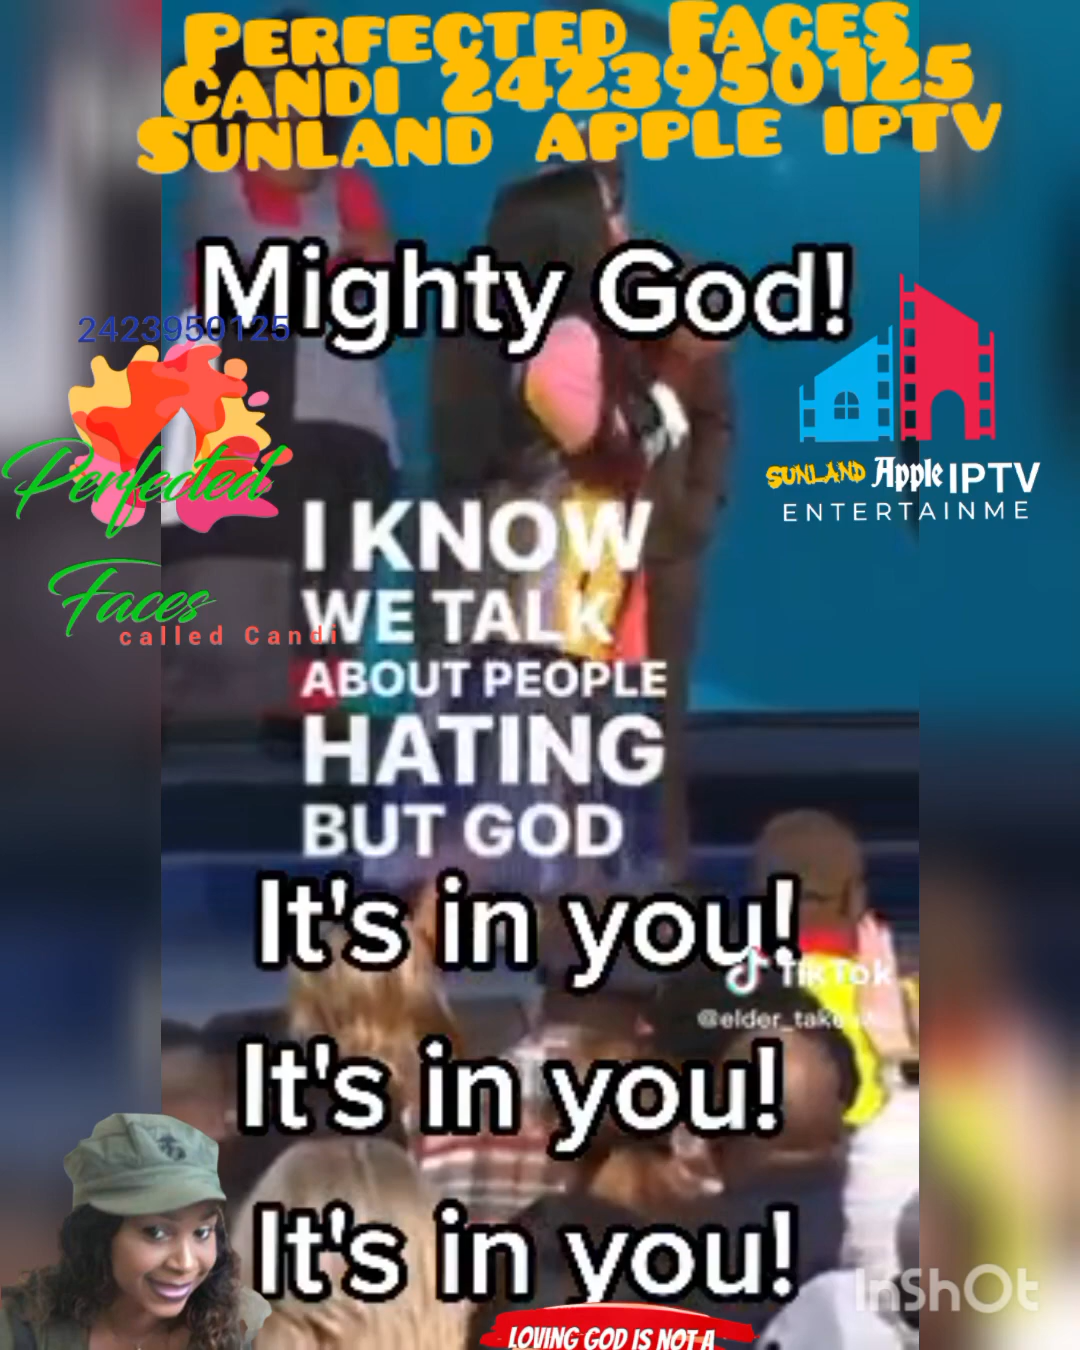 Perfected Faces
Candi 2423950125
Sunland apple IPTV
Mighty God!
2423950125
Perfected
Faces
called Candi
SUNLAND Apple IPTV
ENTERTAINME
I KNOW
WE TALK
ABOUT PEOPLE
HATING
BUT GOD
It's in you!
TikTok
It's in you!
It's in you!
InShOt
LOVING GOD IS NOT A